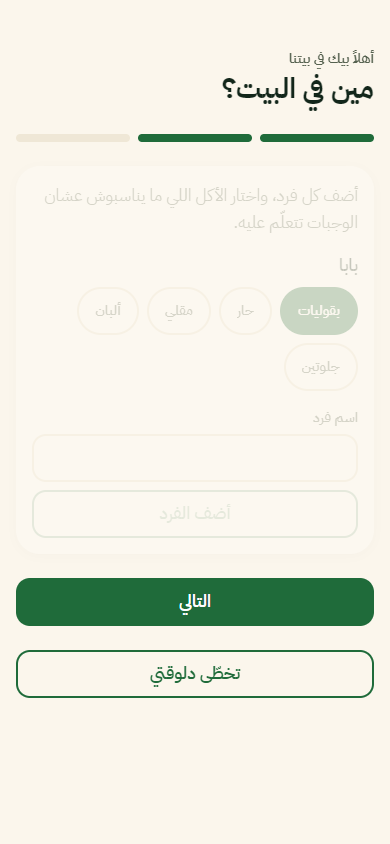 أهلاً بيك في بيتنا
مين في البيت؟
أضف كل فرد، واختار الأكل اللي ما يناسبوش عشان
الوجبات تتعلّم عليه.
بابا
بقوليات
حار
مقلي
ألبان
جلوتين
اسم فرد
أضف الفرد
التالي
تخطّى دلوقتي